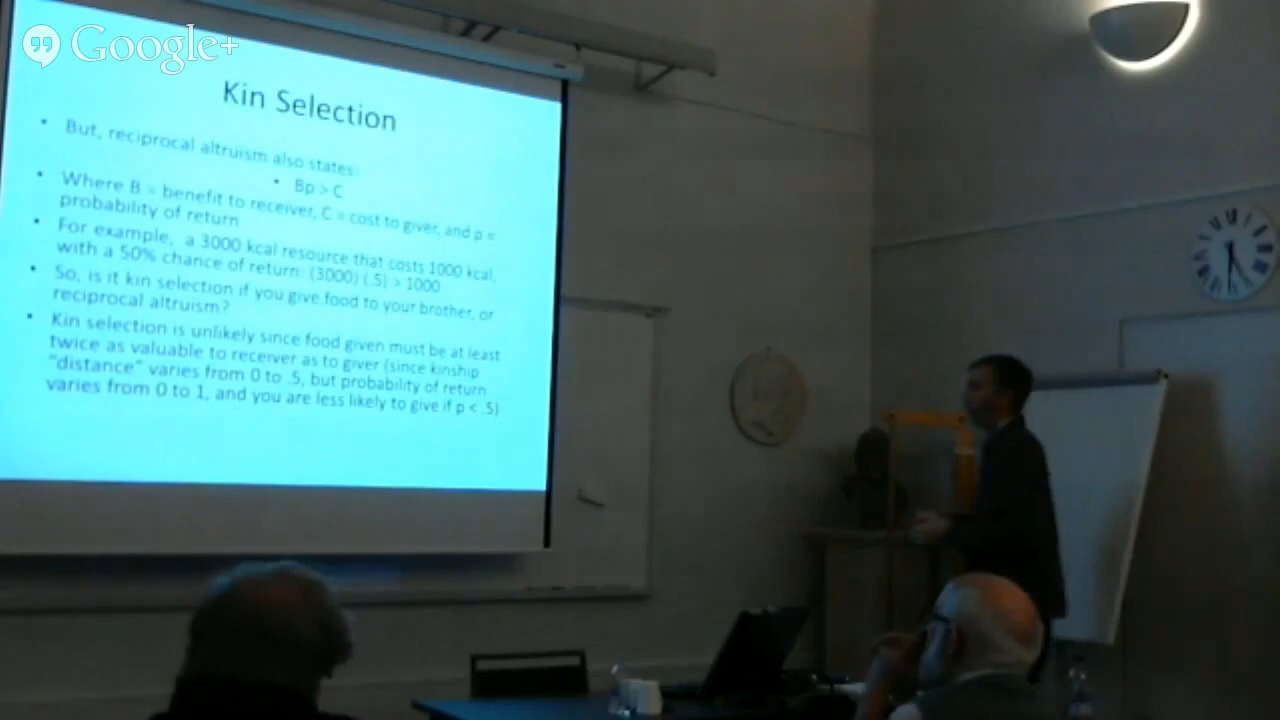 Google+
Kin Selection
• But, reciprocal altruism also states:
• Bp > C
• Where B = benefit to receiver, C = cost to giver, and p =
probability of return
• For example, a 3000 kcal resource that costs 1000 kcal,
with a 50% chance of return: (3000) (.5) > 1000
• So, is it kin selection if you give food to your brother, or
reciprocal altruism?
• Kin selection is unlikely since food given must be at least
twice as valuable to receiver as to giver (since kinship
"distance" varies from 0 to .5, but probability of return
varies from 0 to 1, and you are less likely to give if p < .5)